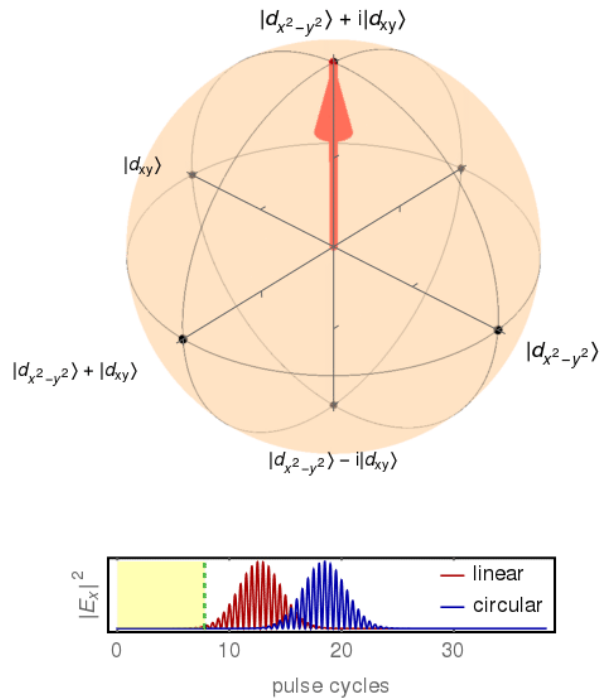 |d_{x²−y²}⟩ + i|d_{xy}⟩
|d_{xy}⟩
|d_{x²−y²}⟩
|d_{x²−y²}⟩ + |d_{xy}⟩
|d_{x²−y²}⟩ − i|d_{xy}⟩
|E_x|²
linear
circular
0 10 20 30
pulse cycles